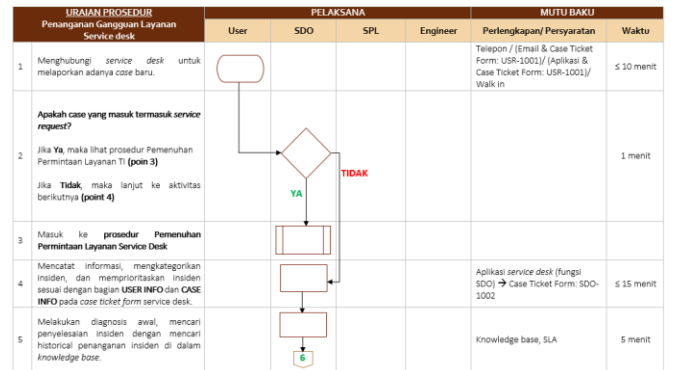 URAIAN PROSEDUR
Penanganan Gangguan Layanan
Service desk
PELAKSANA
MUTU BAKU
User
SDO
SPL
Engineer
Perlengkapan/ Persyaratan
Waktu
1
Menghubungi service desk untuk
melaporkan adanya case baru.
Telepon / (Email & Case Ticket
Form: USR-1001)/ (Aplikasi &
Case Ticket Form: USR-1001)/
Walk in
≤ 10 menit
2
Apakah case yang masuk termasuk service
request?
Jika Ya, maka lihat prosedur Pemenuhan
Permintaan Layanan TI (poin 3)
Jika Tidak, maka lanjut ke aktivitas
berikutnya (point 4)
TIDAK
YA
1 menit
3
Masuk ke prosedur Pemenuhan
Permintaan Layanan Service Desk
4
Mencatat informasi, mengkategorikan
insiden, dan memprioritaskan insiden
sesuai dengan bagian USER INFO dan CASE
INFO pada case ticket form service desk.
Aplikasi service desk (fungsi
SDO) → Case Ticket Form: SDO-
1002
≤ 15 menit
5
Melakukan diagnosis awal, mencari
penyelesaian insiden dengan mencari
historical penanganan insiden di dalam
knowledge base.
6
Knowledge base, SLA
5 menit